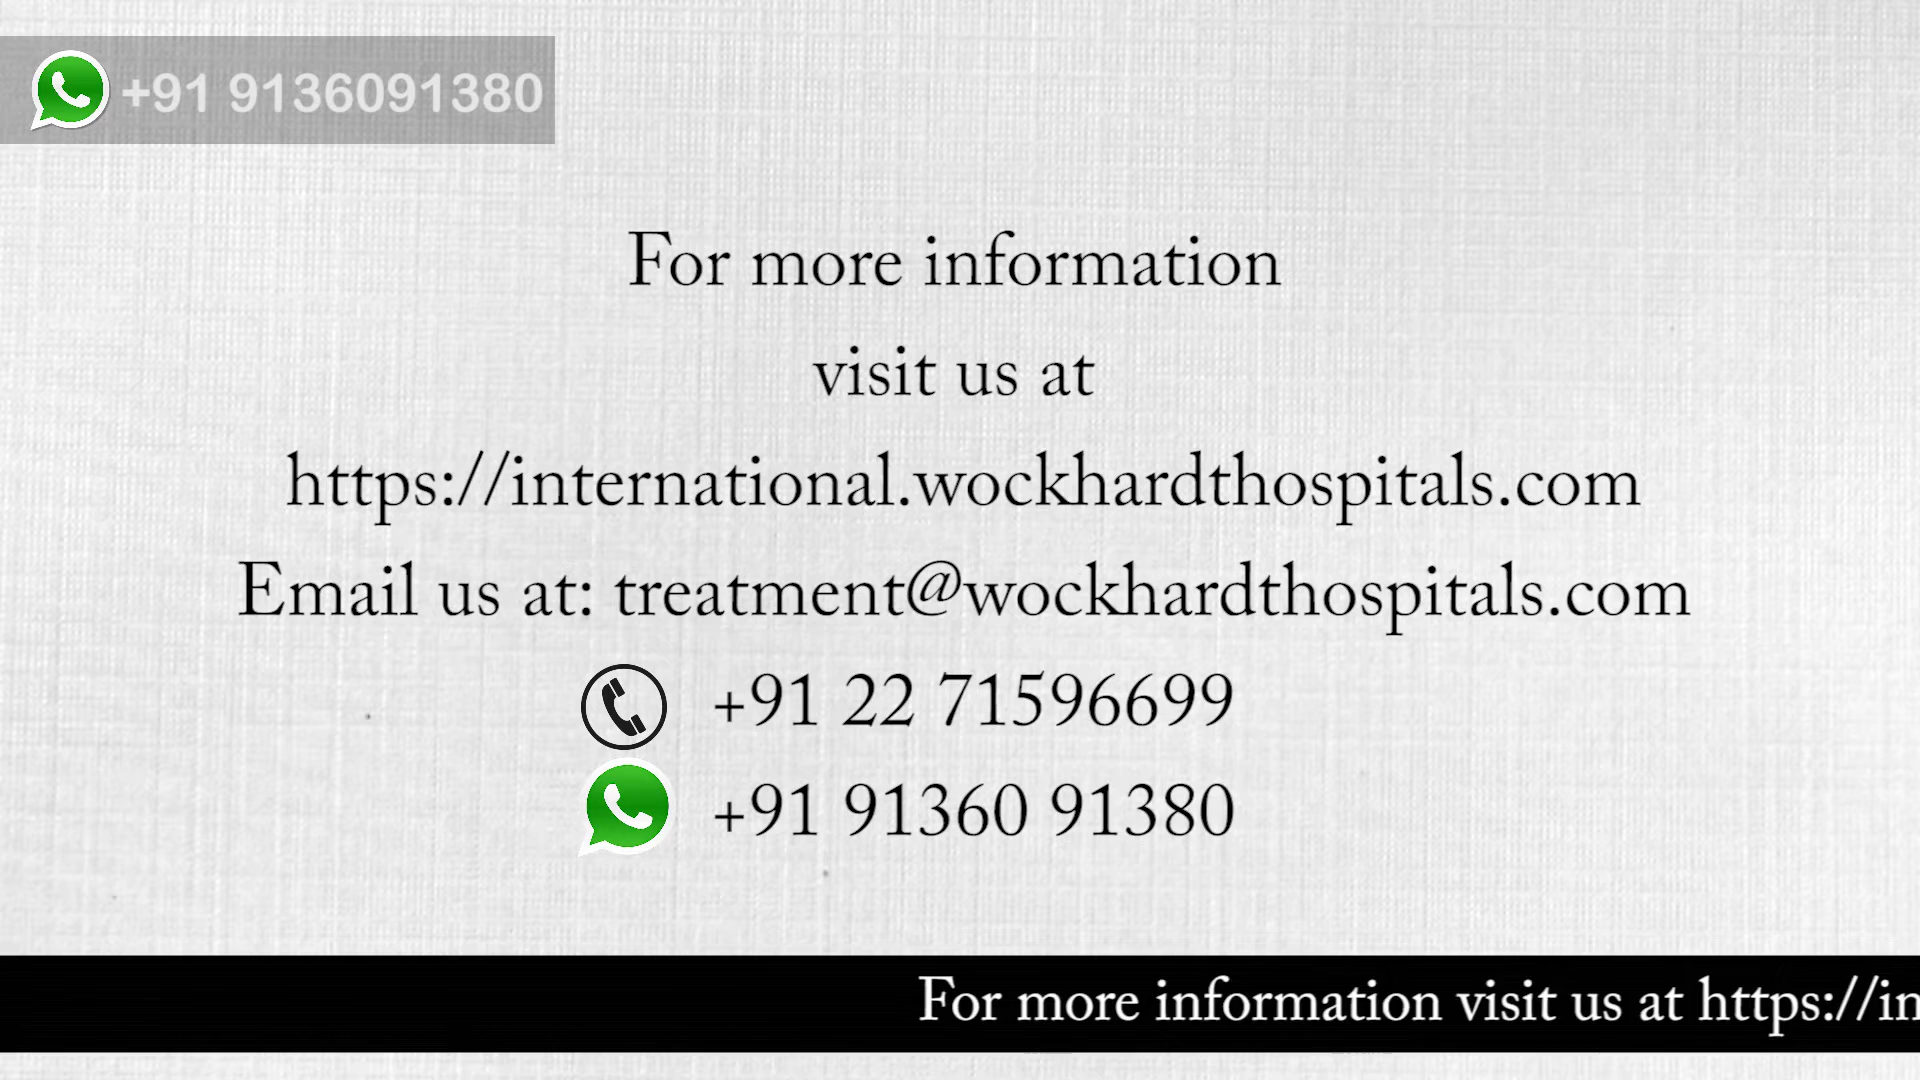 +91 9136091380
For more information
visit us at
https://international.wockhardthospitals.com
Email us at: treatment@wockhardthospitals.com
+91 22 71596699
+91 91360 91380
For more information visit us at https://in